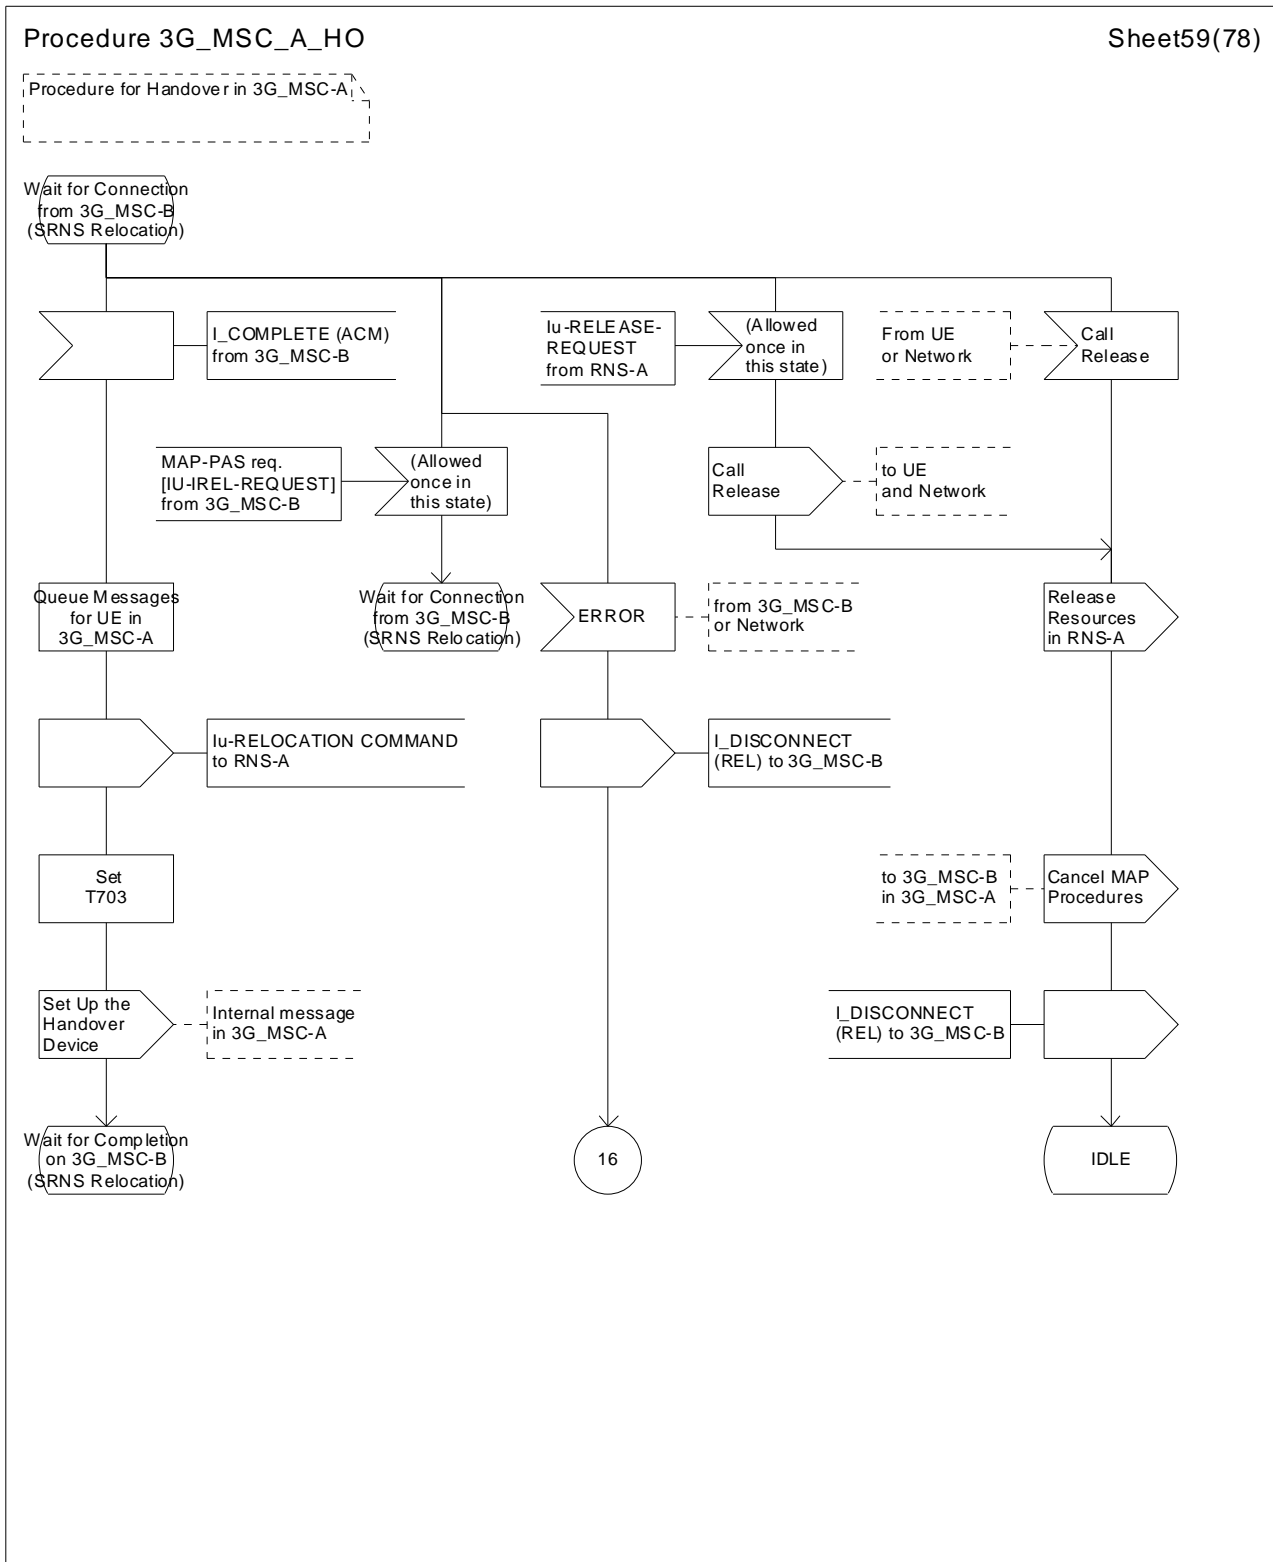 Procedure 3G_MSC_A_HO
Sheet59(78)
Procedure for Handover in 3G_MSC-A
Wait for Connection
from 3G_MSC-B
(SRNS Relocation)
I_COMPLETE (ACM)
from 3G_MSC-B
Iu-RELEASE-
REQUEST
from RNS-A
(Allowed
once in
this state)
From UE
or Network
Call
Release
MAP-PAS req.
[IU-IREL-REQUEST]
from 3G_MSC-B
(Allowed
once in
this state)
Call
Release
to UE
and Network
Queue Messages
for UE in
3G_MSC-A
Wait for Connection
from 3G_MSC-B
(SRNS Relocation)
ERROR
from 3G_MSC-B
or Network
Release
Resources
in RNS-A
Iu-RELOCATION COMMAND
to RNS-A
I_DISCONNECT
(REL) to 3G_MSC-B
Set
T703
to 3G_MSC-B
in 3G_MSC-A
Cancel MAP
Procedures
Set Up the
Handover
Device
Internal message
in 3G_MSC-A
I_DISCONNECT
(REL) to 3G_MSC-B
Wait for Completion
on 3G_MSC-B
(SRNS Relocation)
16
IDLE